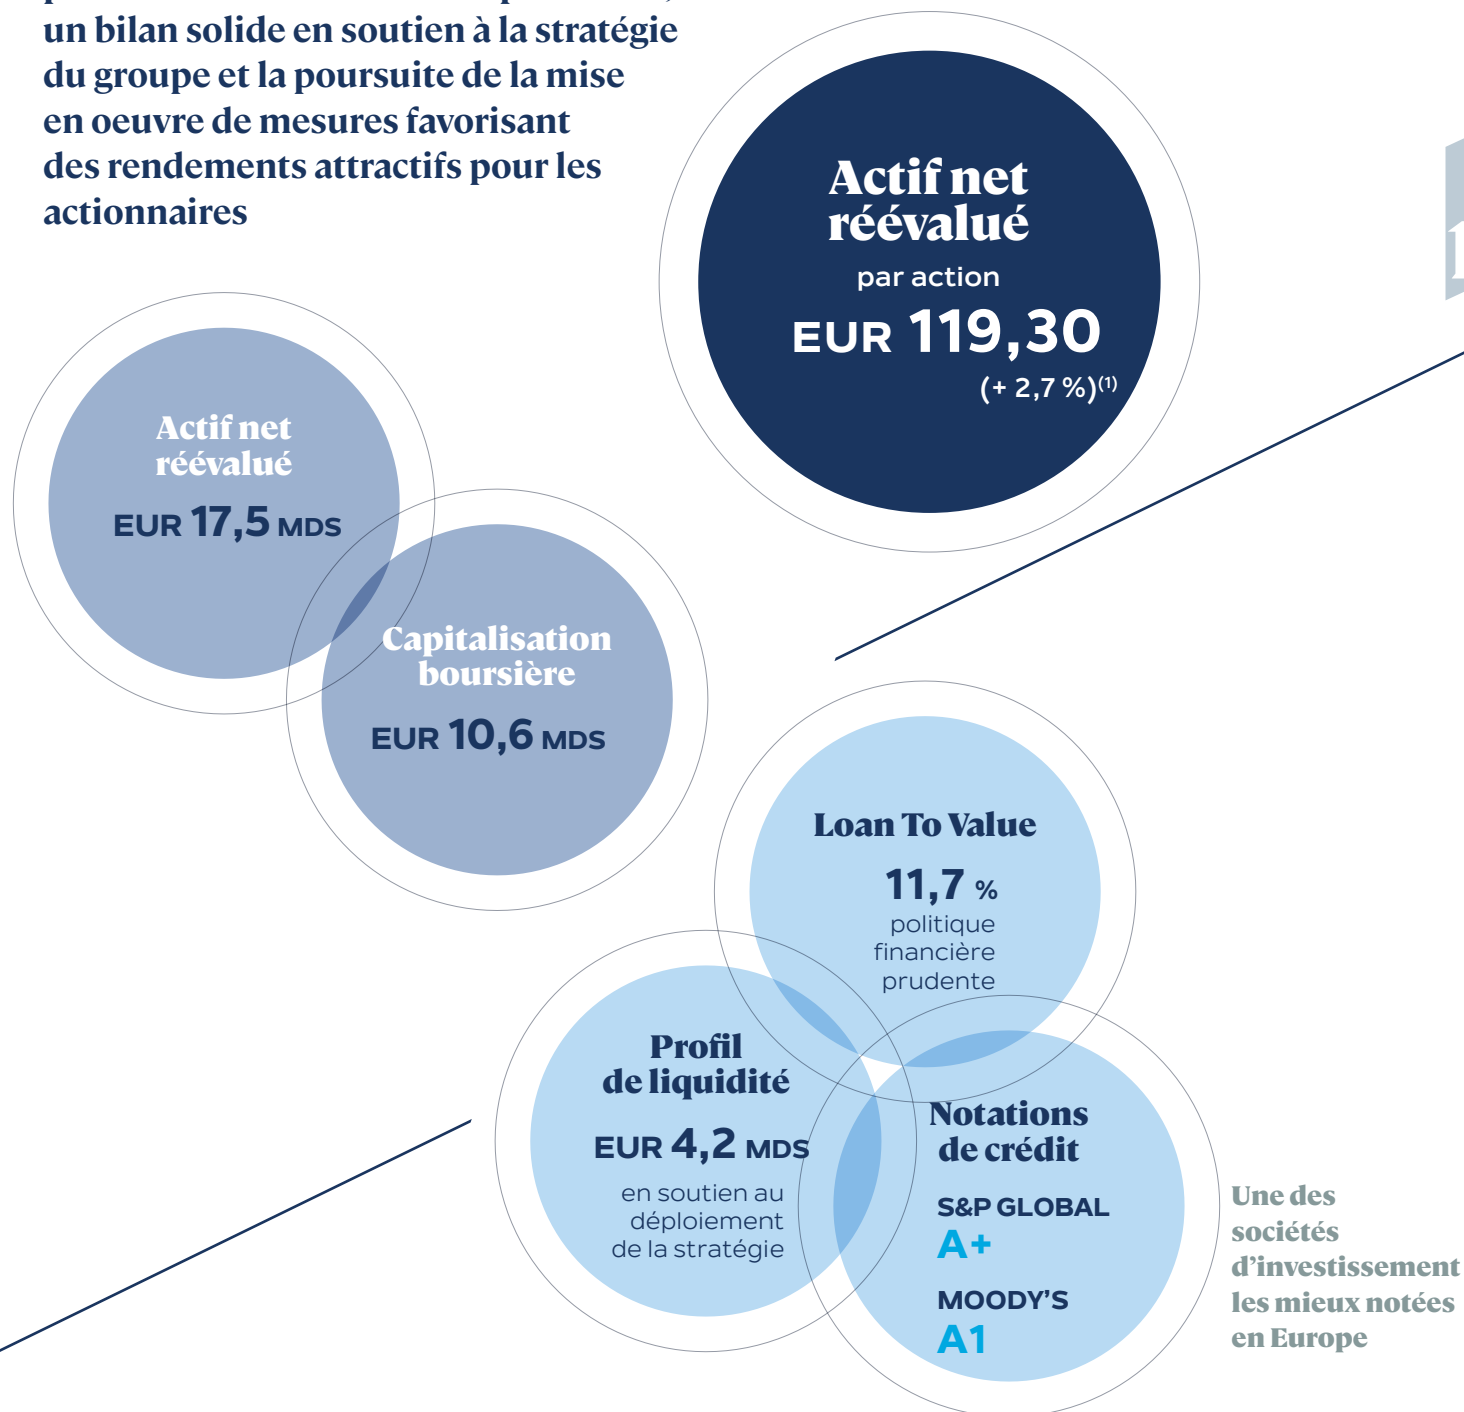 un bilan solide en soutien à la stratégie
du groupe et la poursuite de la mise
en oeuvre de mesures favorisant
des rendements attractifs pour les
actionnaires
Actif net
réévalué
par action
EUR 119,30
(+ 2,7 %)(1)
Actif net
réévalué
EUR 17,5 MDS
Capitalisation
boursière
EUR 10,6 MDS
Loan To Value
11,7 %
politique
financière
prudente
Profil
de liquidité
EUR 4,2 MDS
en soutien au
déploiement
de la stratégie
Notations
de crédit
S&P GLOBAL
A+
MOODY'S
A1
Une des
sociétés
d'investissement
les mieux notées
en Europe